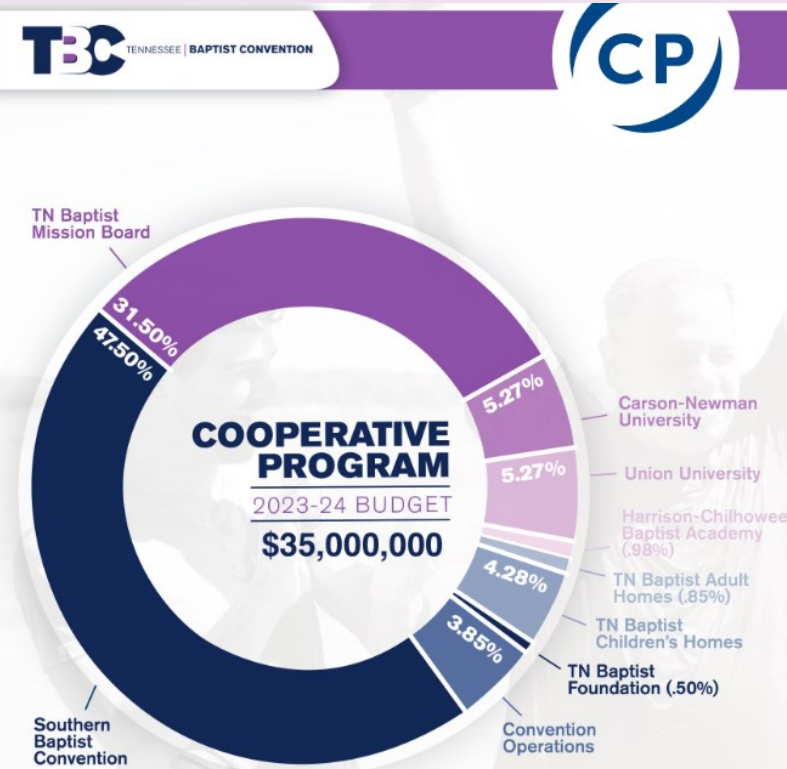 TBC TENNESSEE | BAPTIST CONVENTION
CP
TN Baptist
Mission Board
31.50%
47.50%
5.27%
Carson-Newman
University
5.27%
Union University
Harrison-Chilhowee
Baptist Academy
(.98%)
TN Baptist Adult
Homes (.85%)
4.28%
TN Baptist
Children's Homes
TN Baptist
Foundation (.50%)
3.85%
Convention
Operations
Southern
Baptist
Convention
COOPERATIVE
PROGRAM
2023-24 BUDGET
$35,000,000